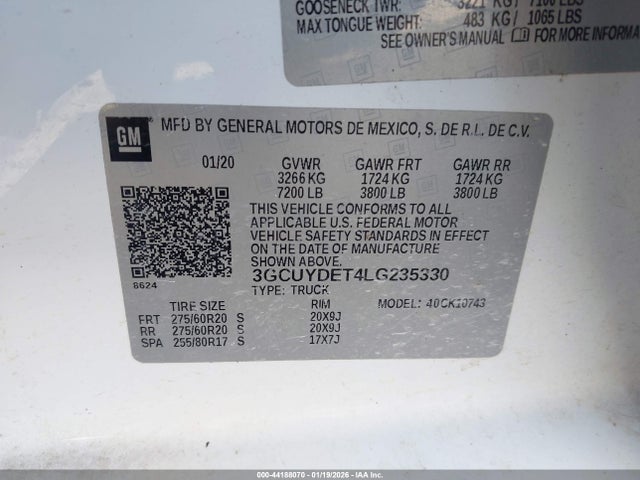 GOOSENECK TWR: 3221 KG/ 7100 LBS
MAX TONGUE WEIGHT: 483 KG/ 1065 LBS
SEE OWNER'S MANUAL FOR MORE INFORMA
GM MFD BY GENERAL MOTORS DE MEXICO, S. DE R.L. DE C.V.
01/20 GVWR GAWR FRT GAWR RR
3266 KG 1724 KG 1724 KG
7200 LB 3800 LB 3800 LB
THIS VEHICLE CONFORMS TO ALL
APPLICABLE U.S. FEDERAL MOTOR
VEHICLE SAFETY STANDARDS IN EFFECT
ON THE DATE OF MANUFACTURE
SHOWN ABOVE.
8624
3GCUYDET4LG235330
TYPE: TRUCK
TIRE SIZE RIM MODEL: 40CK10743
FRT 275/60R20 S 20X9J
RR 275/60R20 S 20X9J
SPA 255/80R17 S 17X7J
000-44188070 - 01/19/2026 - IAA Inc.